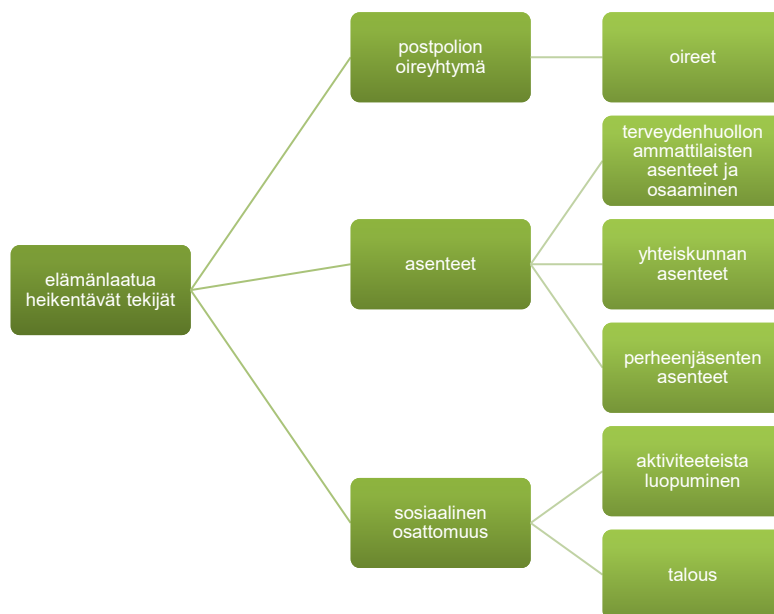 elämänlaatua
heikentävät tekijät
postpolion
oireyhtymä
oireet
asenteet
terveydenhuollon
ammattilaisten
asenteet ja
osaaminen
yhteiskunnan
asenteet
perheenjäsenten
asenteet
sosiaalinen
osattomuus
aktiviteeteista
luopuminen
talous